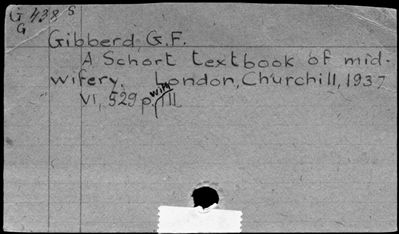 G 438 S
G
Gibberd G.F.
A Schort textbook of mid-
wifery. London, Churchill, 1937
VI, 529 p. with Ill